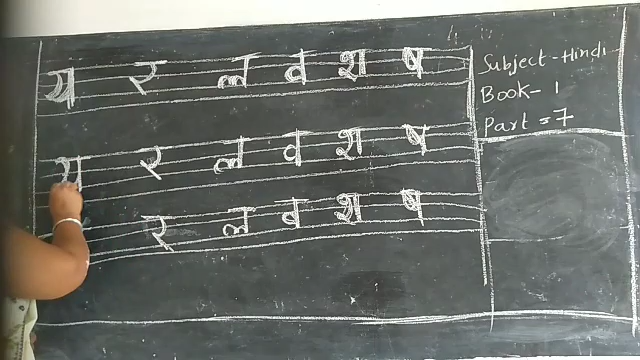 य र ल व श ष
य र ल व श ष
र ल व श ष
Subject - Hindi
Book - 1
Part = 7